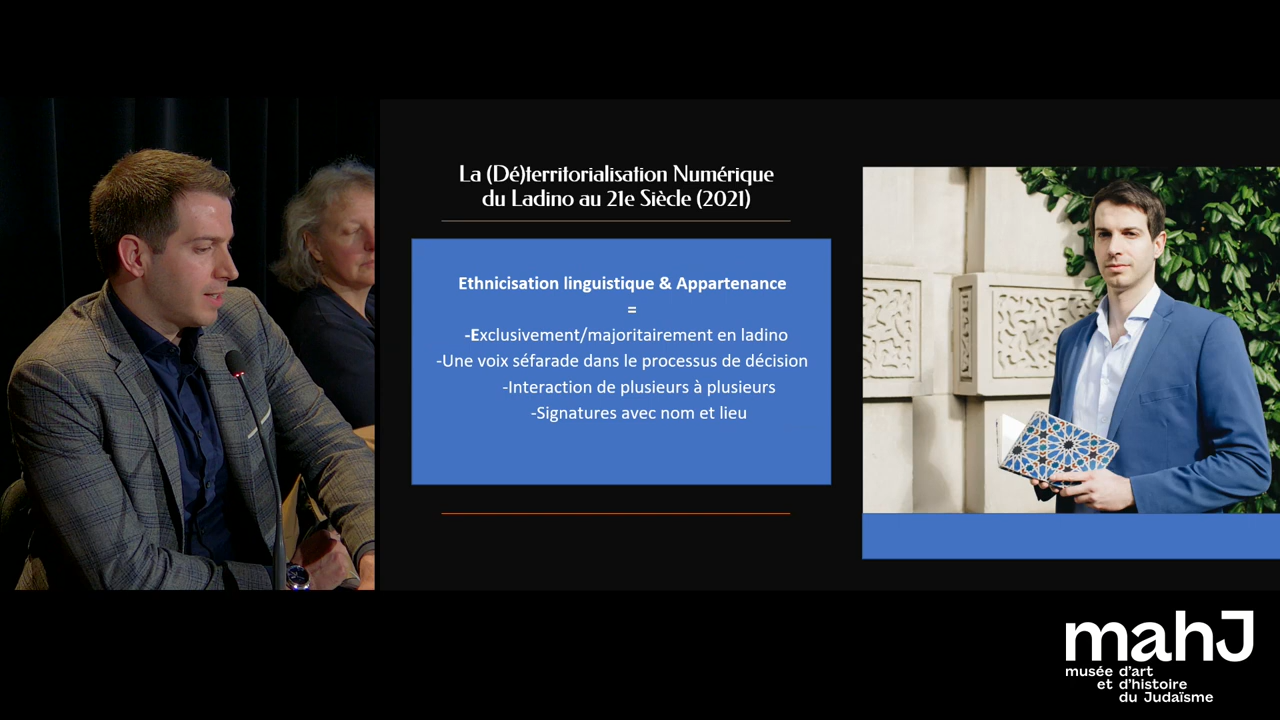 La (Dé)territorialisation Numérique
du Ladino au 21e Siècle (2021)
Ethnicisation linguistique & Appartenance
=
-Exclusivement/majoritairement en ladino
-Une voix séfarade dans le processus de décision
-Interaction de plusieurs à plusieurs
-Signatures avec nom et lieu
mahJ
musée d'art
et d'histoire
du Judaïsme